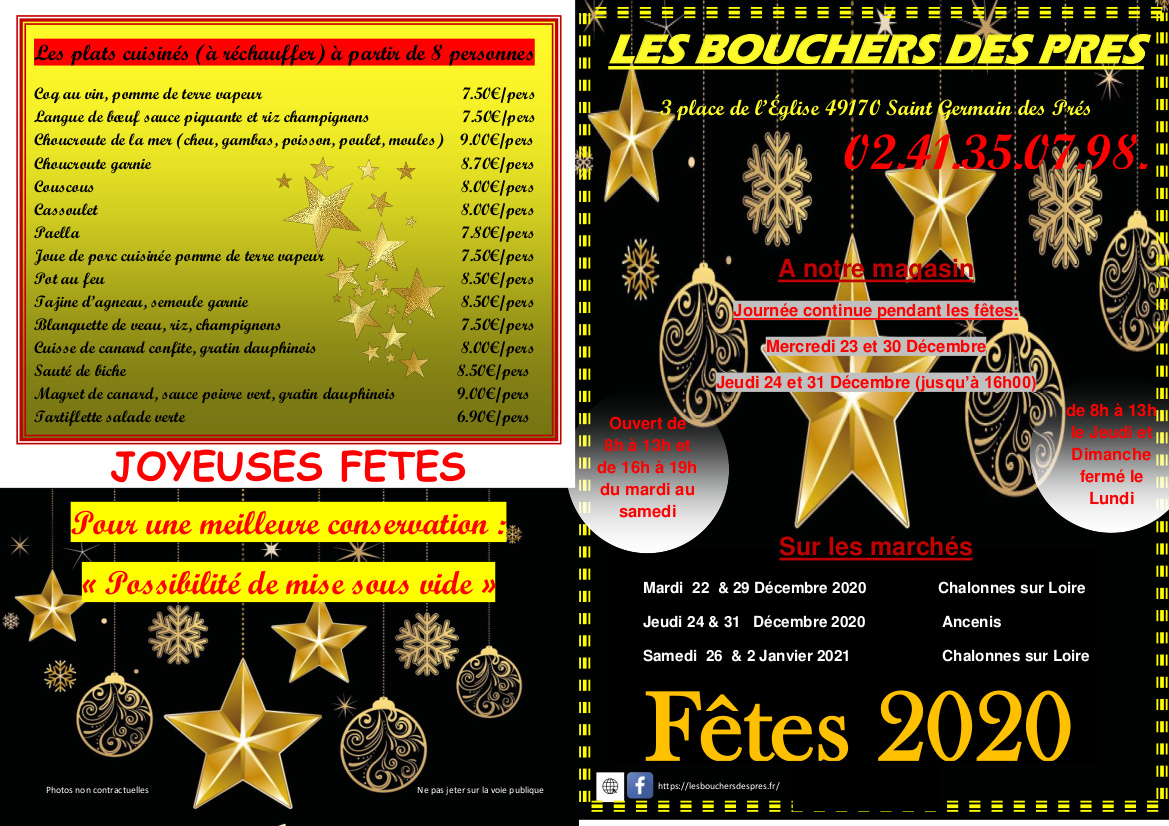 Les plats cuisinés (à réchauffer) à partir de 8 personnes
Coq au vin, pomme de terre vapeur 7.50€/pers
Langue de bœuf sauce piquante et riz champignons 7.50€/pers
Choucroute de la mer (chou, gambas, poisson, poulet, moules) 9.00€/pers
Choucroute garnie 8.70€/pers
Couscous 8.00€/pers
Cassoulet 8.00€/pers
Paella 7.80€/pers
Joue de porc cuisinée pomme de terre vapeur 7.50€/pers
Pot au feu 8.50€/pers
Tajine d'agneau, semoule garnie 8.50€/pers
Blanquette de veau, riz, champignons 7.50€/pers
Cuisse de canard confite, gratin dauphinois 8.00€/pers
Sauté de biche 8.50€/pers
Magret de canard, sauce poivre vert, gratin dauphinois 9.00€/pers
Tartiflette salade verte 6.90€/pers
JOYEUSES FETES
Pour une meilleure conservation :
« Possibilité de mise sous vide »
Photos non contractuelles
Ne pas jeter sur la voie publique
LES BOUCHERS DES PRES
3 place de l'Église 49170 Saint Germain des Prés
02.41.35.07.98.
A notre magasin
Journée continue pendant les fêtes:
Mercredi 23 et 30 Décembre
Jeudi 24 et 31 Décembre (jusqu'à 16h00)
Ouvert de
8h à 13h et
de 16h à 19h
du mardi au
samedi
de 8h à 13h
le Jeudi et
Dimanche
fermé le
Lundi
Sur les marchés
Mardi 22 & 29 Décembre 2020 Chalonnes sur Loire
Jeudi 24 & 31 Décembre 2020 Ancenis
Samedi 26 & 2 Janvier 2021 Chalonnes sur Loire
Fêtes 2020
https://lesbouchersdespres.fr/